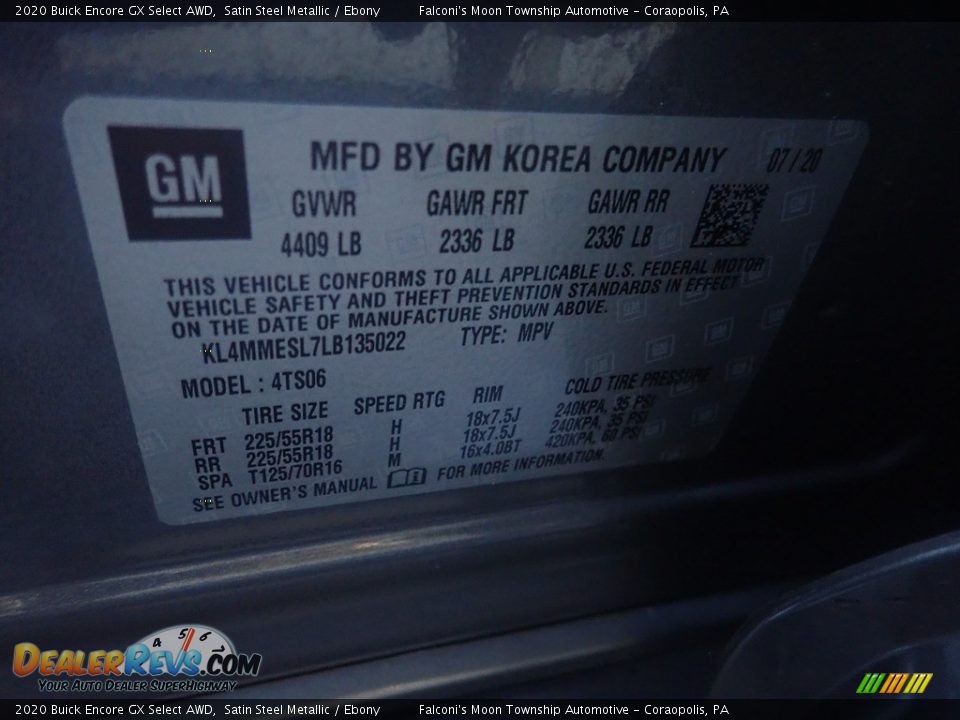 2020 Buick Encore GX Select AWD, Satin Steel Metallic / Ebony Falconi's Moon Township Automotive - Coraopolis, PA
GM MFD BY GM KOREA COMPANY 07/20
GVWR GAWR FRT GAWR RR
4409 LB 2336 LB 2336 LB
THIS VEHICLE CONFORMS TO ALL APPLICABLE U.S. FEDERAL MOTOR
VEHICLE SAFETY AND THEFT PREVENTION STANDARDS IN EFFECT
ON THE DATE OF MANUFACTURE SHOWN ABOVE.
KL4MMESL7LB135022 TYPE: MPV
MODEL : 4TS06
TIRE SIZE SPEED RTG RIM COLD TIRE PRESSURE
FRT 225/55R18 H 18x7.5J 240KPA, 35 PSI
RR 225/55R18 H 18x7.5J 240KPA, 35 PSI
SPA T125/70R16 M 16x4.0BT 420KPA, 60 PSI
SEE OWNER'S MANUAL FOR MORE INFORMATION.
4 5 6
DEALERREVS.COM
YOUR AUTO DEALER SUPERHIGHWAY
2020 Buick Encore GX Select AWD, Satin Steel Metallic / Ebony Falconi's Moon Township Automotive - Coraopolis, PA